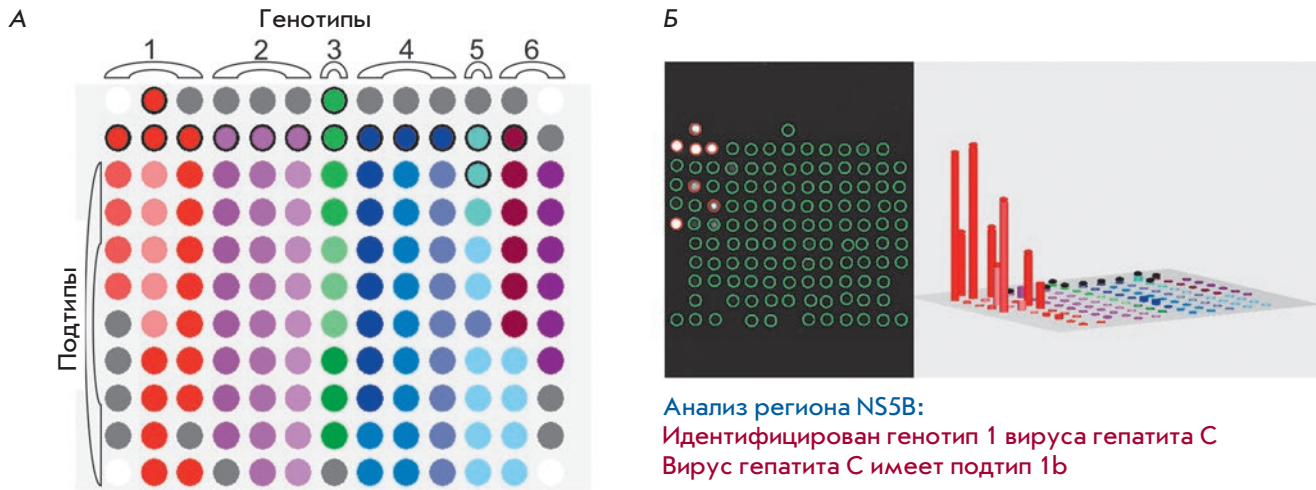 А
Генотипы
1 2 3 4 5 6
Подтипы
Б
Анализ региона NS5B:
Идентифицирован генотип 1 вируса гепатита С
Вирус гепатита С имеет подтип 1b